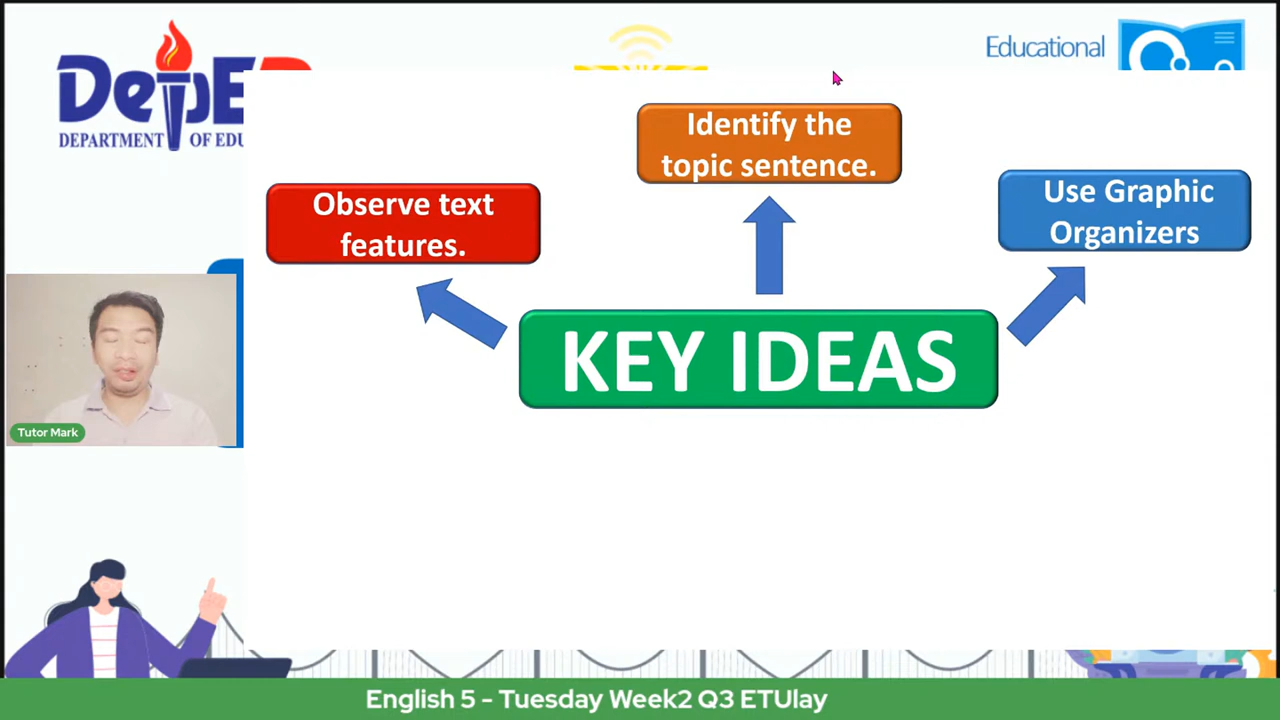 DepE
DEPARTMENT OF EDU
Educational
Identify the
topic sentence.
Observe text
features.
Use Graphic
Organizers
KEY IDEAS
Tutor Mark
English 5 - Tuesday Week2 Q3 ETUlay